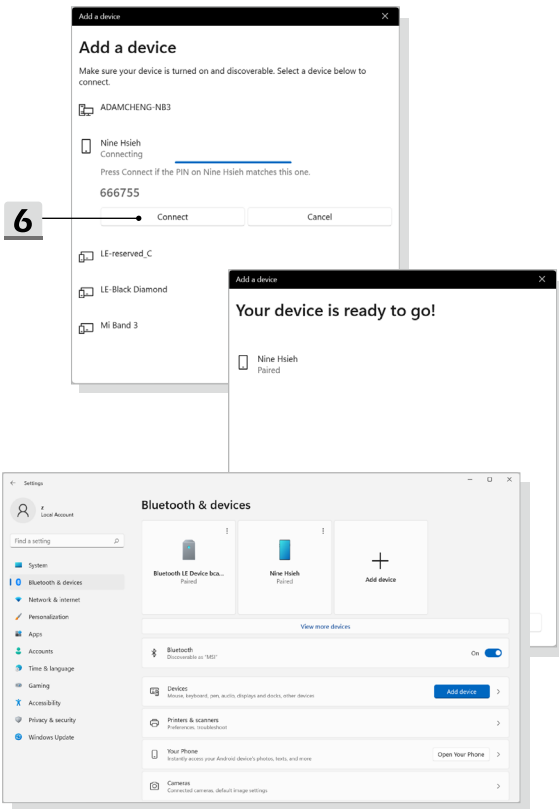 Add a device
Add a device
Make sure your device is turned on and discoverable. Select a device below to
connect.
ADAMCHENG-NB3
Nine Hsieh
Connecting
Press Connect if the PIN on Nine Hsieh matches this one.
666755
Connect
Cancel
6
LE-reserved_C
LE-Black Diamond
Mi Band 3
Add a device
Your device is ready to go!
Nine Hsieh
Paired
Settings
Local Account
Find a setting
System
Bluetooth & devices
Network & internet
Personalization
Apps
Accounts
Time & language
Gaming
Accessibility
Privacy & security
Windows Update
Bluetooth & devices
Bluetooth LE Device bca...
Paired
Nine Hsieh
Paired
Add device
View more devices
Bluetooth
Discoverable as "MSI"
On
Devices
Mouse, keyboard, pen, audio, displays and docks, other devices
Add device
Printers & scanners
Preferences, troubleshoot
Your Phone
Instantly access your Android device's photos, texts, and more
Open Your Phone
Cameras
Connected cameras, default image settings